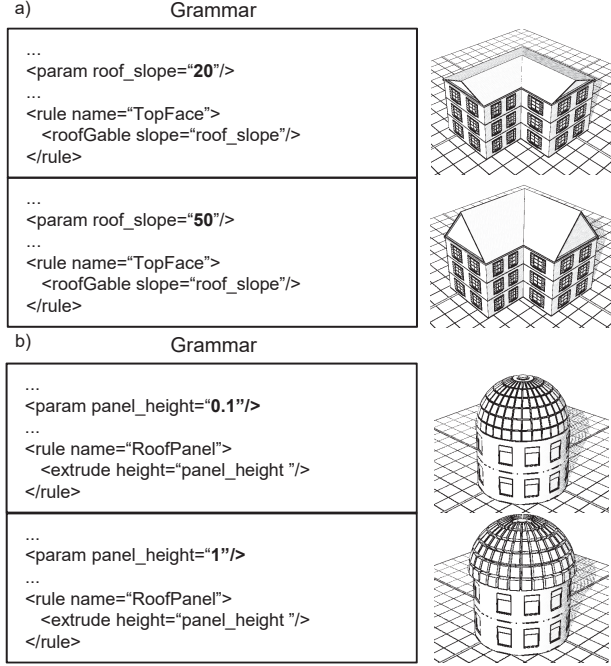 a)
Grammar
...
<param roof_slope=“20”/>
...
<rule name=“TopFace”>
<roofGable slope=“roof_slope”/>
</rule>
...
<param roof_slope=“50”/>
...
<rule name=“TopFace”>
<roofGable slope=“roof_slope”/>
</rule>
b)
Grammar
...
<param panel_height=“0.1”/>
...
<rule name=“RoofPanel”>
<extrude height=“panel_height ”/>
</rule>
...
<param panel_height=“1”/>
...
<rule name=“RoofPanel”>
<extrude height=“panel_height ”/>
</rule>